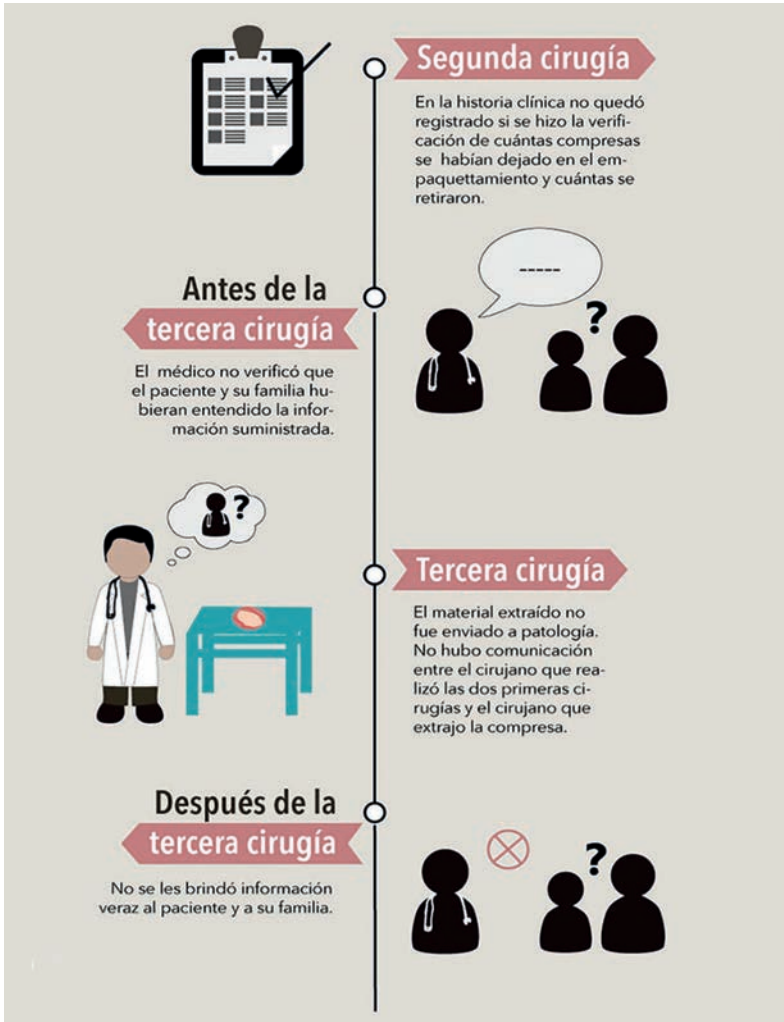 Segunda cirugía
En la historia clínica no quedó
registrado si se hizo la verifi-
cación de cuántas compresas
se habían dejado en el em-
paquettamiento y cuántas se
retiraron.
-----
?
Antes de la
tercera cirugía
El médico no verificó que
el paciente y su familia hu-
bieran entendido la infor-
mación suministrada.
?
Tercera cirugía
El material extraído no
fue enviado a patología.
No hubo comunicación
entre el cirujano que rea-
lizó las dos primeras ci-
rugías y el cirujano que
extrajo la compresa.
Después de la
tercera cirugía
No se les brindó información
veraz al paciente y a su familia.
?